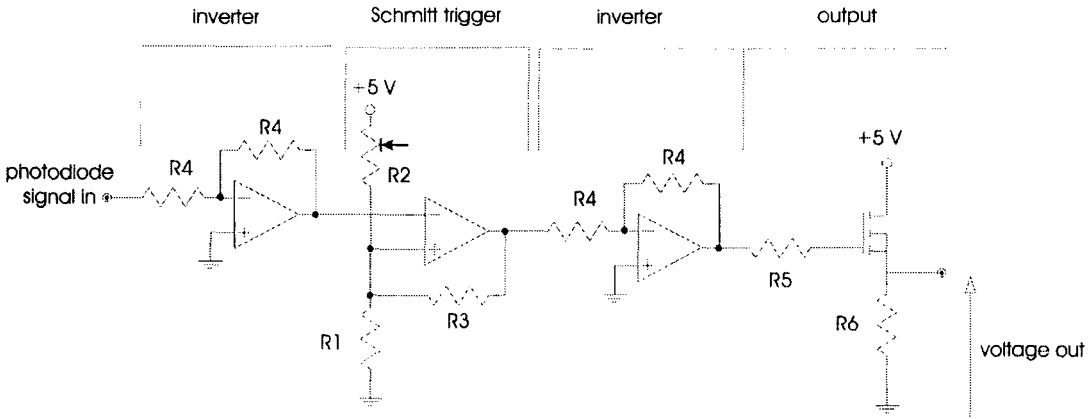 inverter
Schmitt trigger
inverter
output
+5 V
R4
R4
R2
photodiode
signal in
R4
R4
+5 V
R5
R3
R1
R6
voltage out